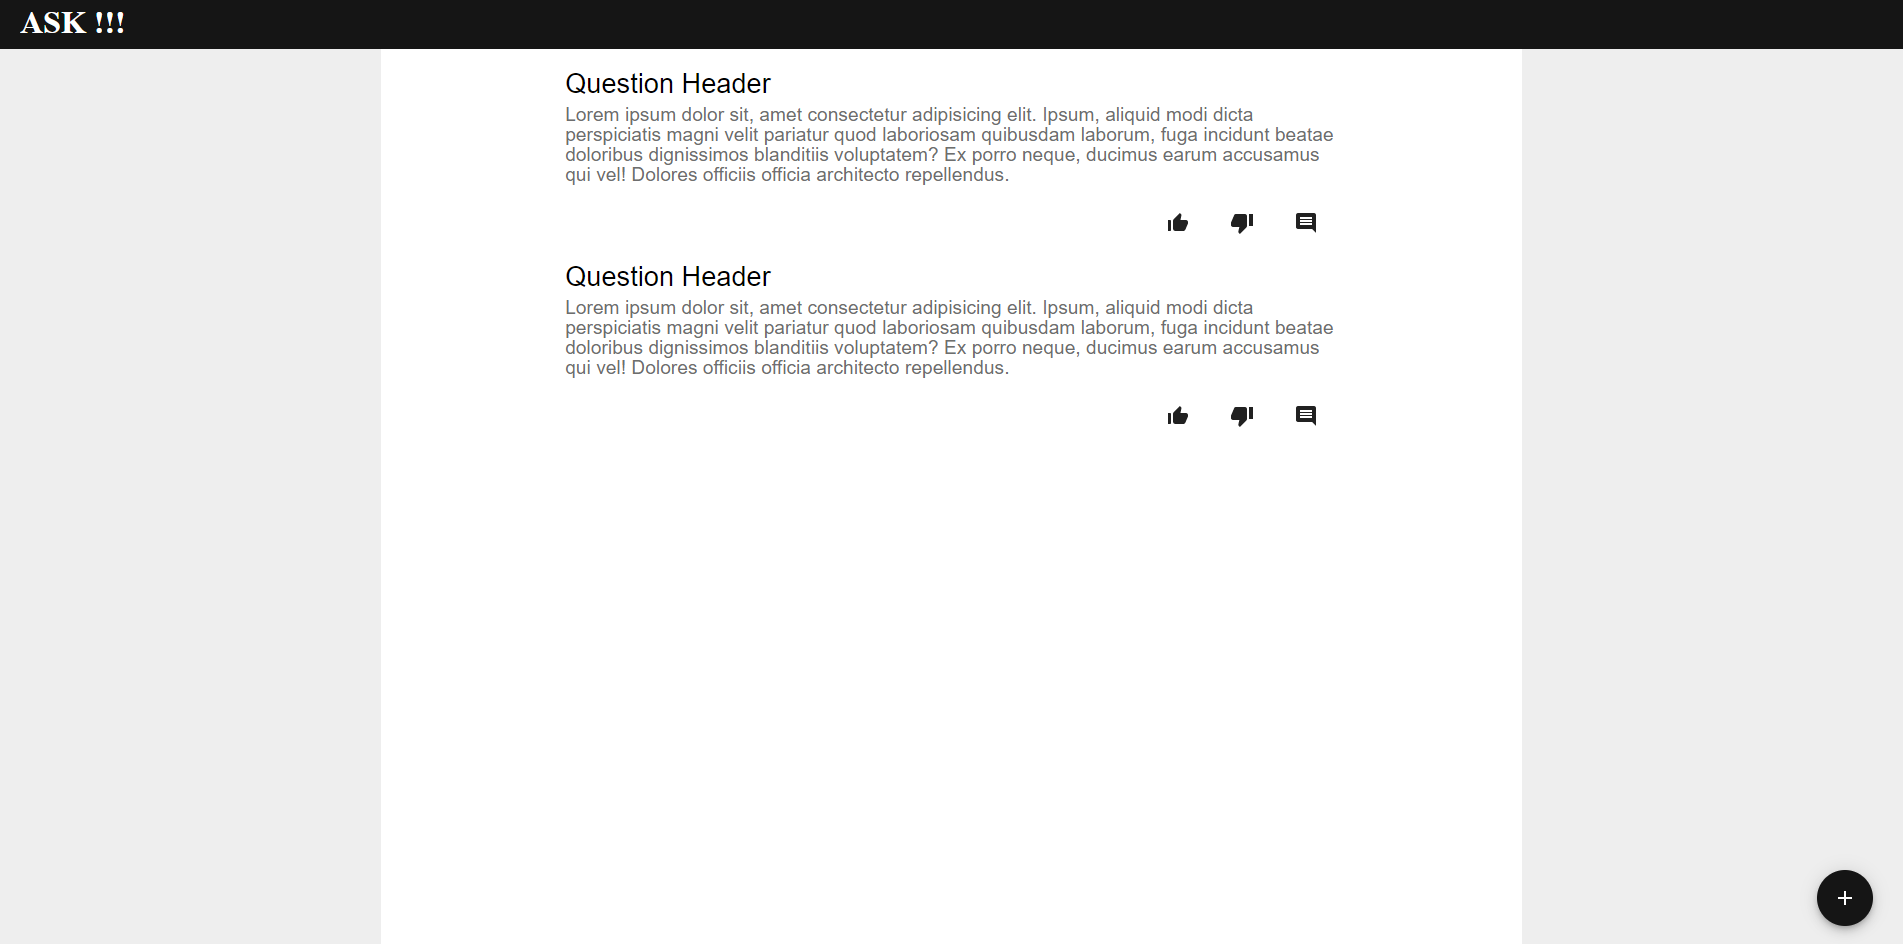 ASK !!!
Question Header
Lorem ipsum dolor sit, amet consectetur adipisicing elit. Ipsum, aliquid modi dicta
perspiciatis magni velit pariatur quod laboriosam quibusdam laborum, fuga incidunt beatae
doloribus dignissimos blanditiis voluptatem? Ex porro neque, ducimus earum accusamus
qui vel! Dolores officiis officia architecto repellendus.
Question Header
Lorem ipsum dolor sit, amet consectetur adipisicing elit. Ipsum, aliquid modi dicta
perspiciatis magni velit pariatur quod laboriosam quibusdam laborum, fuga incidunt beatae
doloribus dignissimos blanditiis voluptatem? Ex porro neque, ducimus earum accusamus
qui vel! Dolores officiis officia architecto repellendus.